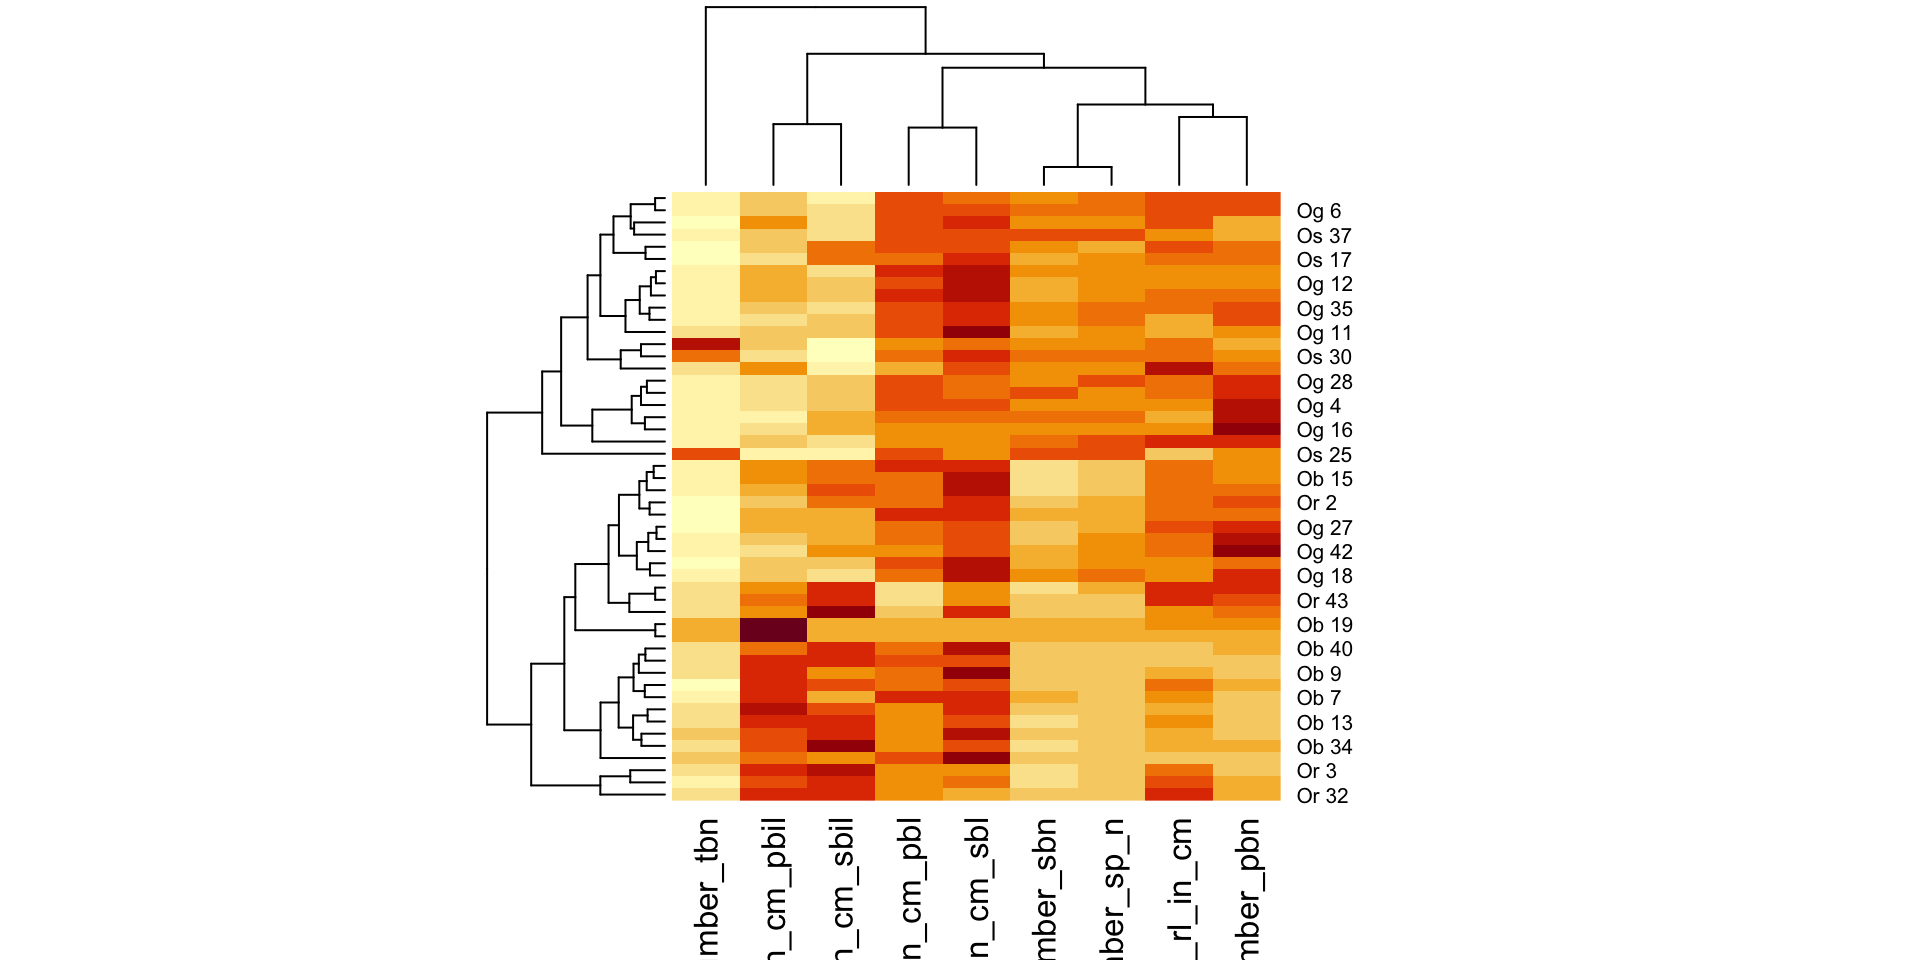 Og 6
Os 37
Os 17
Og 12
Og 35
Og 11
Os 30
Og 28
Og 4
Og 16
Os 25
Ob 15
Or 2
Og 27
Og 42
Og 18
Or 43
Ob 19
Ob 40
Ob 9
Ob 7
Ob 13
Ob 34
Or 3
Or 32
mber_tbn
n_cm_pbil
n_cm_sbil
n_cm_pbl
n_cm_sbl
mber_sbn
mber_sp_n
_rl_in_cm
mber_pbn